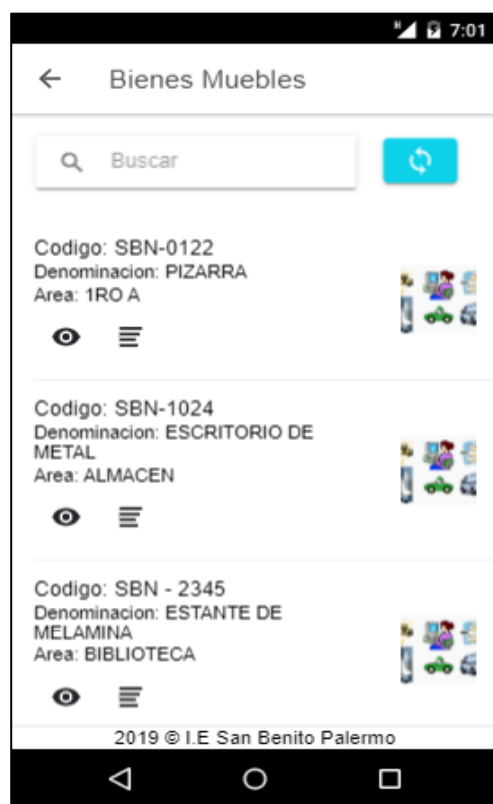 H 7:01
Bienes Muebles
Buscar
Codigo: SBN-0122
Denominacion: PIZARRA
Area: 1RO A
Codigo: SBN-1024
Denominacion: ESCRITORIO DE
METAL
Area: ALMACEN
Codigo: SBN - 2345
Denominacion: ESTANTE DE
MELAMINA
Area: BIBLIOTECA
2019 © I.E San Benito Palermo